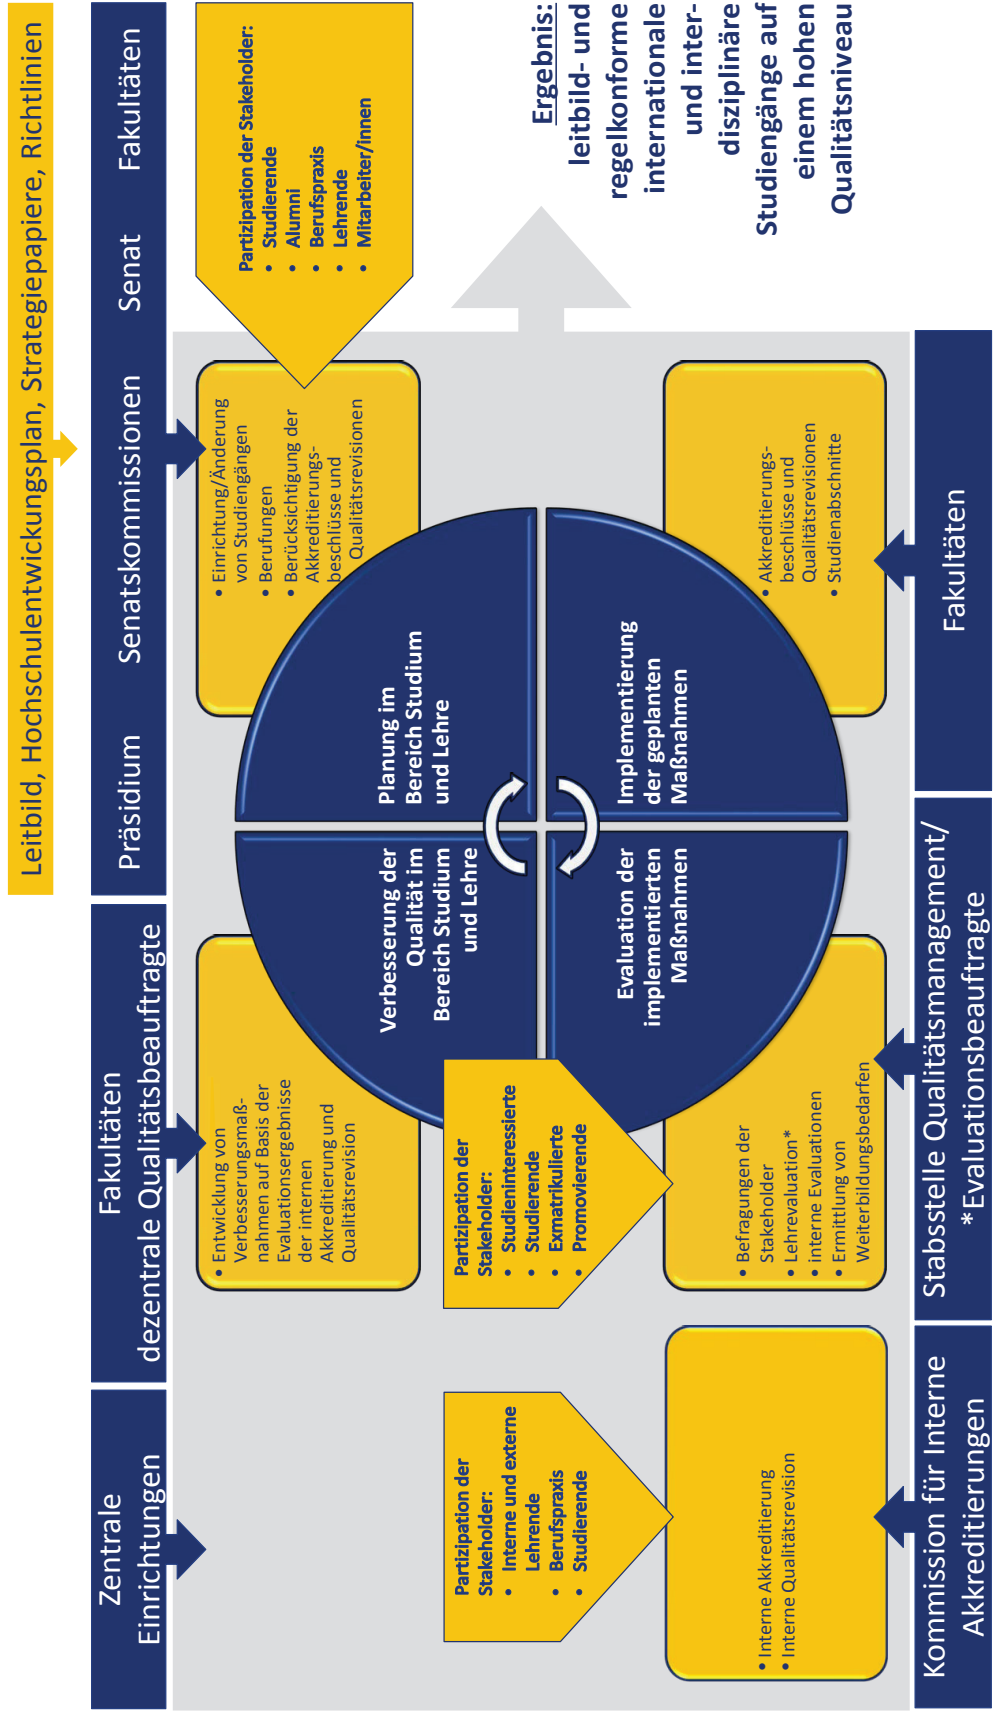 Leitbild, Hochschulentwickungsplan, Strategiepapiere, Richtlinien
Zentrale
Einrichtungen
Fakultäten
dezentrale Qualitätsbeauftragte
Präsidium
Senatskommissionen
Senat
Fakultäten
• Entwicklung von
Verbesserungsmaß-
nahmen auf Basis der
Evaluationsergebnisse
der internen
Akkreditierung und
Qualitätsrevision
• Einrichtung/Änderung
von Studiengängen
• Berufungen
• Berücksichtigung der
Akkreditierungs-
beschlüsse und
Qualitätsrevisionen
Partizipation der Stakeholder:
• Studierende
• Alumni
• Berufspraxis
• Lehrende
• Mitarbeiter/innen
Verbesserung der
Qualität im
Bereich Studium
und Lehre
Planung im
Bereich Studium
und Lehre
Partizipation der
Stakeholder:
• Interne und externe
Lehrende
• Berufspraxis
• Studierende
Partizipation der
Stakeholder:
• Studieninteressierte
• Studierende
• Exmatrikulierte
• Promovierende
Evaluation der
implementierten
Maßnahmen
Implementierung
der geplanten
Maßnahmen
Ergebnis:
leitbild- und
regelkonforme
internationale
und inter-
disziplinäre
Studiengänge auf
einem hohen
Qualitätsniveau
• Interne Akkreditierung
• Interne Qualitätsrevision
• Befragungen der
Stakeholder
• Lehrevaluation*
• interne Evaluationen
• Ermittlung von
Weiterbildungsbedarfen
• Akkreditierungs-
beschlüsse und
Qualitätsrevisionen
• Studienabschnitte
Kommission für Interne
Akkreditierungen
Stabsstelle Qualitätsmanagement/
*Evaluationsbeauftragte
Fakultäten